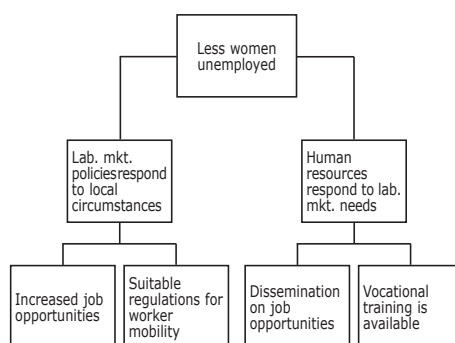 Less women
unemployed
Lab. mkt.
policiesrespond
to local
circumstances
Human
resources
respond to lab.
mkt. needs
Increased job
opportunities
Suitable
regulations for
worker
mobility
Dissemination
on job
opportunities
Vocational
training is
available